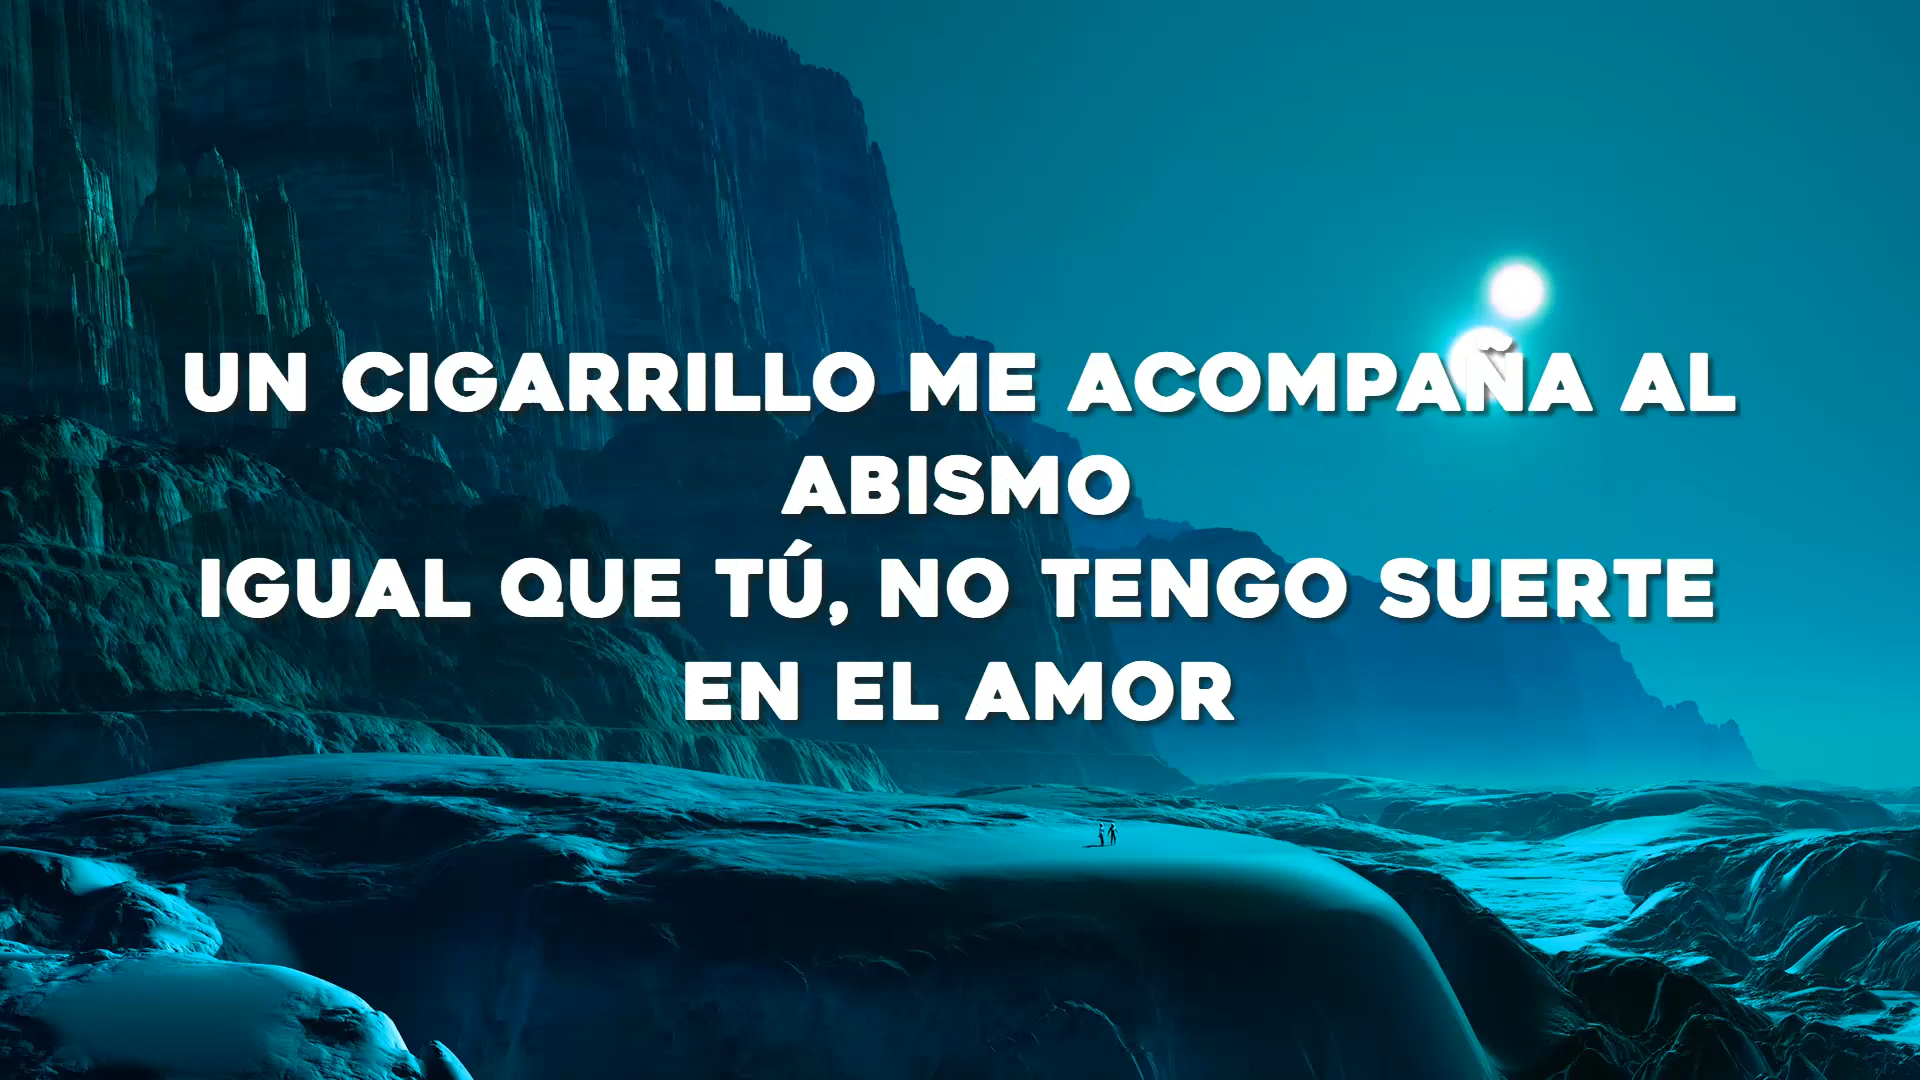 UN CIGARRILLO ME ACOMPAÑA AL
ABISMO
IGUAL QUE TÚ, NO TENGO SUERTE
EN EL AMOR